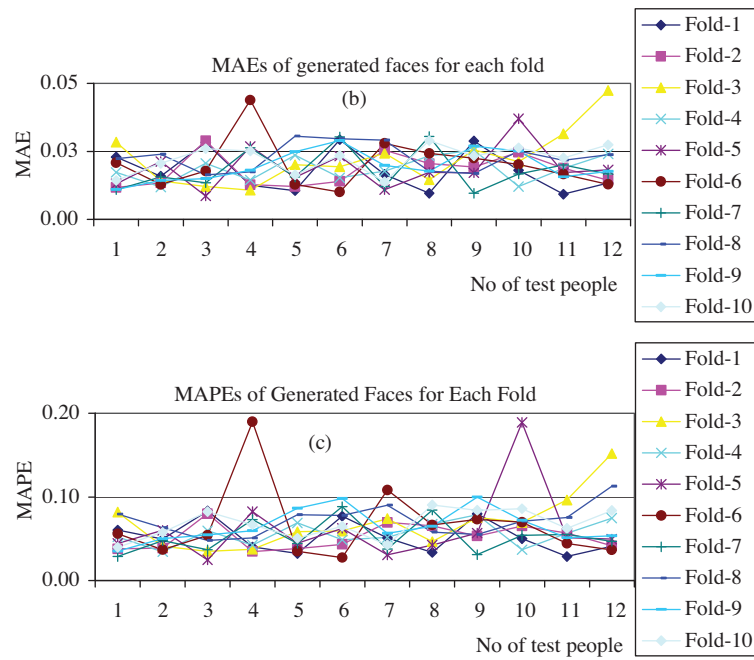 MAEs of generated faces for each fold
(b)
MAE
0.05
0.03
0.00
1 2 3 4 5 6 7 8 9 10 11 12
No of test people
Fold-1
Fold-2
Fold-3
Fold-4
Fold-5
Fold-6
Fold-7
Fold-8
Fold-9
Fold-10
MAPEs of Generated Faces for Each Fold
(c)
MAPE
0.20
0.10
0.00
1 2 3 4 5 6 7 8 9 10 11 12
No of test people
Fold-1
Fold-2
Fold-3
Fold-4
Fold-5
Fold-6
Fold-7
Fold-8
Fold-9
Fold-10